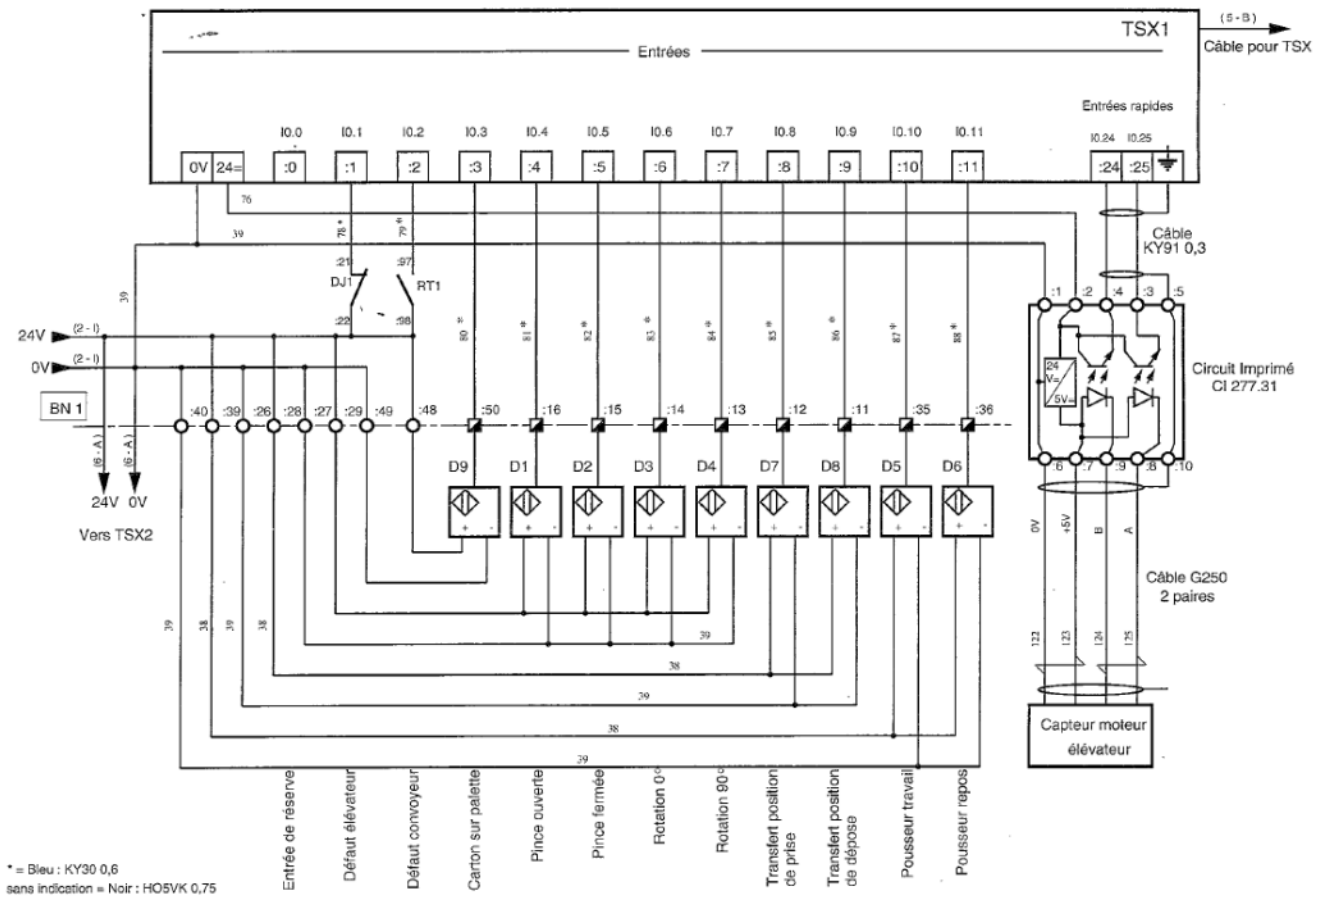 TSX1
(5 - B)
Câble pour TSX
Entrées
Entrées rapides
I0.0 I0.1 I0.2 I0.3 I0.4 I0.5 I0.6 I0.7 I0.8 I0.9 I0.10 I0.11 I0.24 I0.25
0V 24= :0 :1 :2 :3 :4 :5 :6 :7 :8 :9 :10 :11 :24 :25
76
39
78 * 79 *
Câble
KY91 0,3
:21 :97
DJ1 RT1
:22 :98
39
80 * 81 * 82 * 83 * 84 * 85 * 86 * 87 * 88 *
:1 :2 :4 :3 :5
24V (2 - I)
0V (2 - I)
24
V=
5V=
Circuit Imprimé
CI 277.31
BN 1
:40 :39 :26 :28 :27 :29 :49 :48 :50 :16 :15 :14 :13 :12 :11 :35 :36
(6 - A) (6 - A)
:6 :7 :9 :8 :10
D9 D1 D2 D3 D4 D7 D8 D5 D6
+ - + - + - + - + - + - + - + - + -
24V 0V
Vers TSX2
0V +5V B A
Câble G250
2 paires
39 38 39 38
39
38
39
38
39
122 123 124 125
Capteur moteur
élévateur
Entrée de réserve
Défaut élévateur
Défaut convoyeur
Carton sur palette
Pince ouverte
Pince fermée
Rotation 0°
Rotation 90°
Transfert position
de prise
Transfert position
de dépose
Pousseur travail
Pousseur repos
* = Bleu : KY30 0,6
sans indication = Noir : HO5VK 0,75